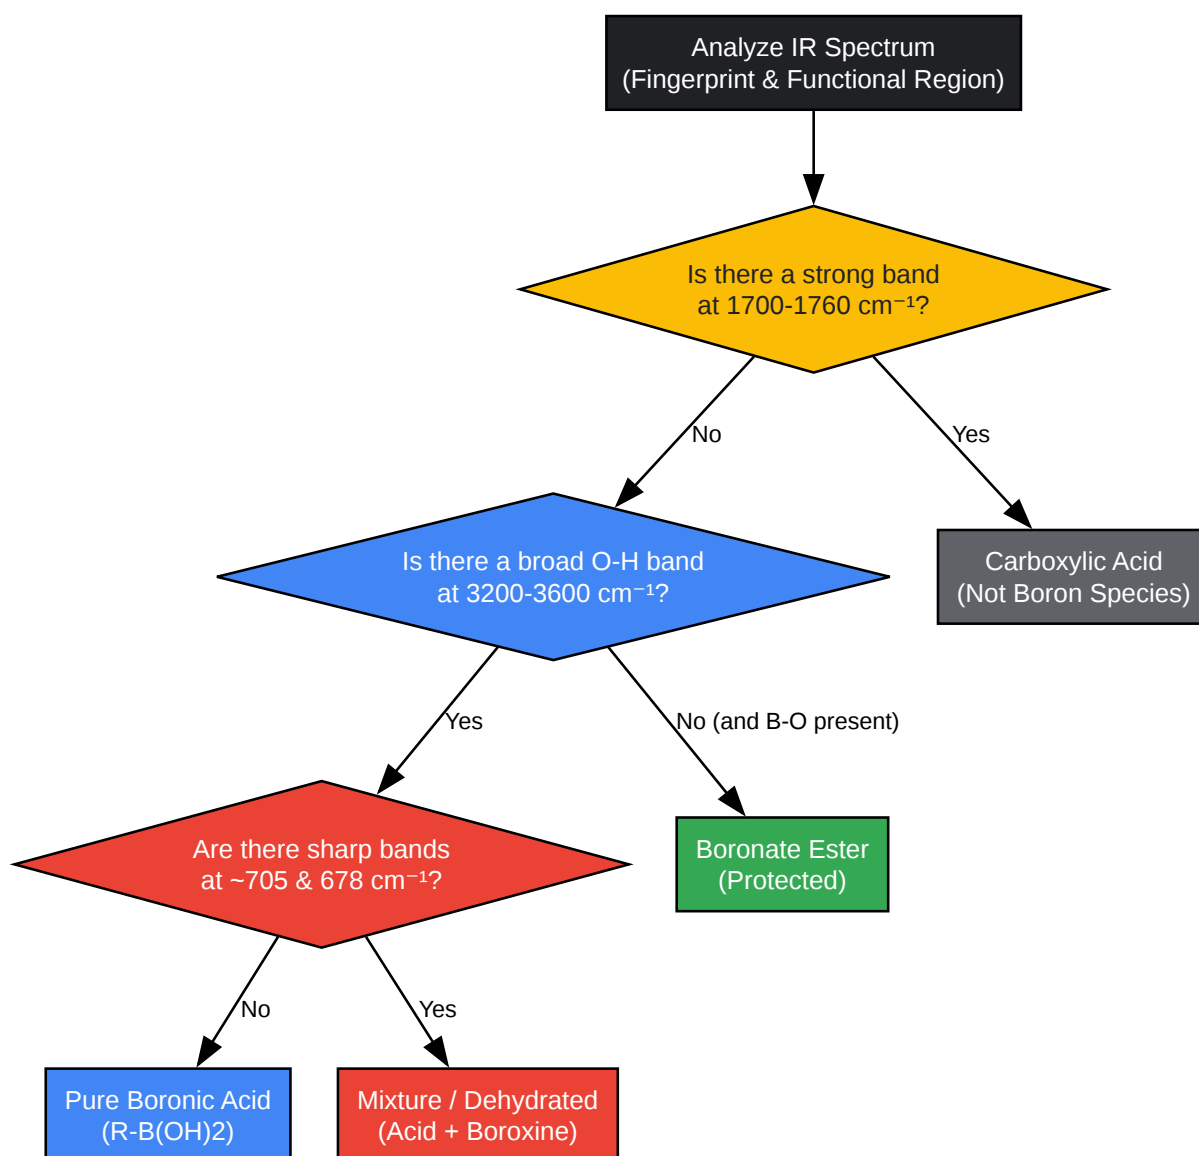 Analyze IR Spectrum
(Fingerprint & Functional Region)
Is there a strong band
at 1700-1760 cm⁻¹?
No
Yes
Is there a broad O-H band
at 3200-3600 cm⁻¹?
Carboxylic Acid
(Not Boron Species)
Yes
No (and B-O present)
Are there sharp bands
at ~705 & 678 cm⁻¹?
Boronate Ester
(Protected)
No
Yes
Pure Boronic Acid
(R-B(OH)2)
Mixture / Dehydrated
(Acid + Boroxine)